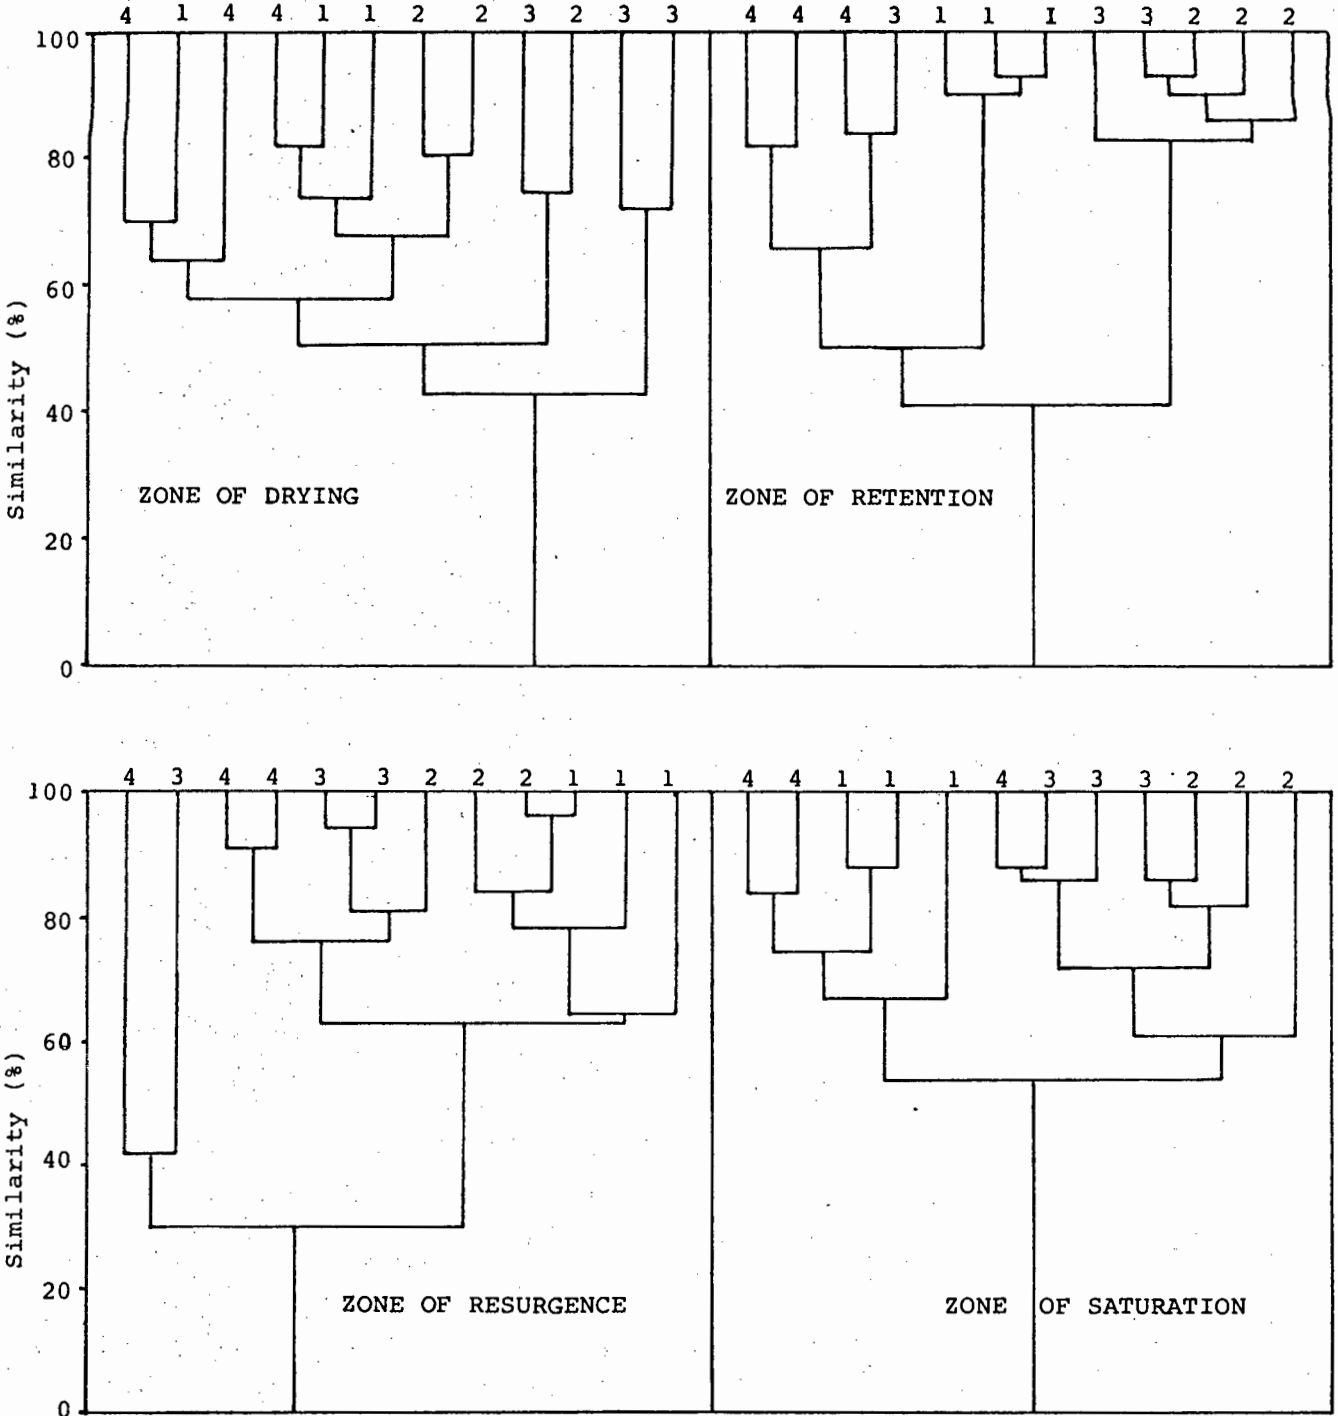 4 1 4 4 1 1 2 2 3 2 3 3 4 4 4 3 1 1 I 3 3 2 2 2
100
80
60
40
20
0
Similarity (%)
ZONE OF DRYING
ZONE OF RETENTION
4 3 4 4 3 3 2 2 2 1 1 1 4 4 1 1 1 4 3 3 3 2 2 2
100
80
60
40
20
0
Similarity (%)
ZONE OF RESURGENCE
ZONE OF SATURATION